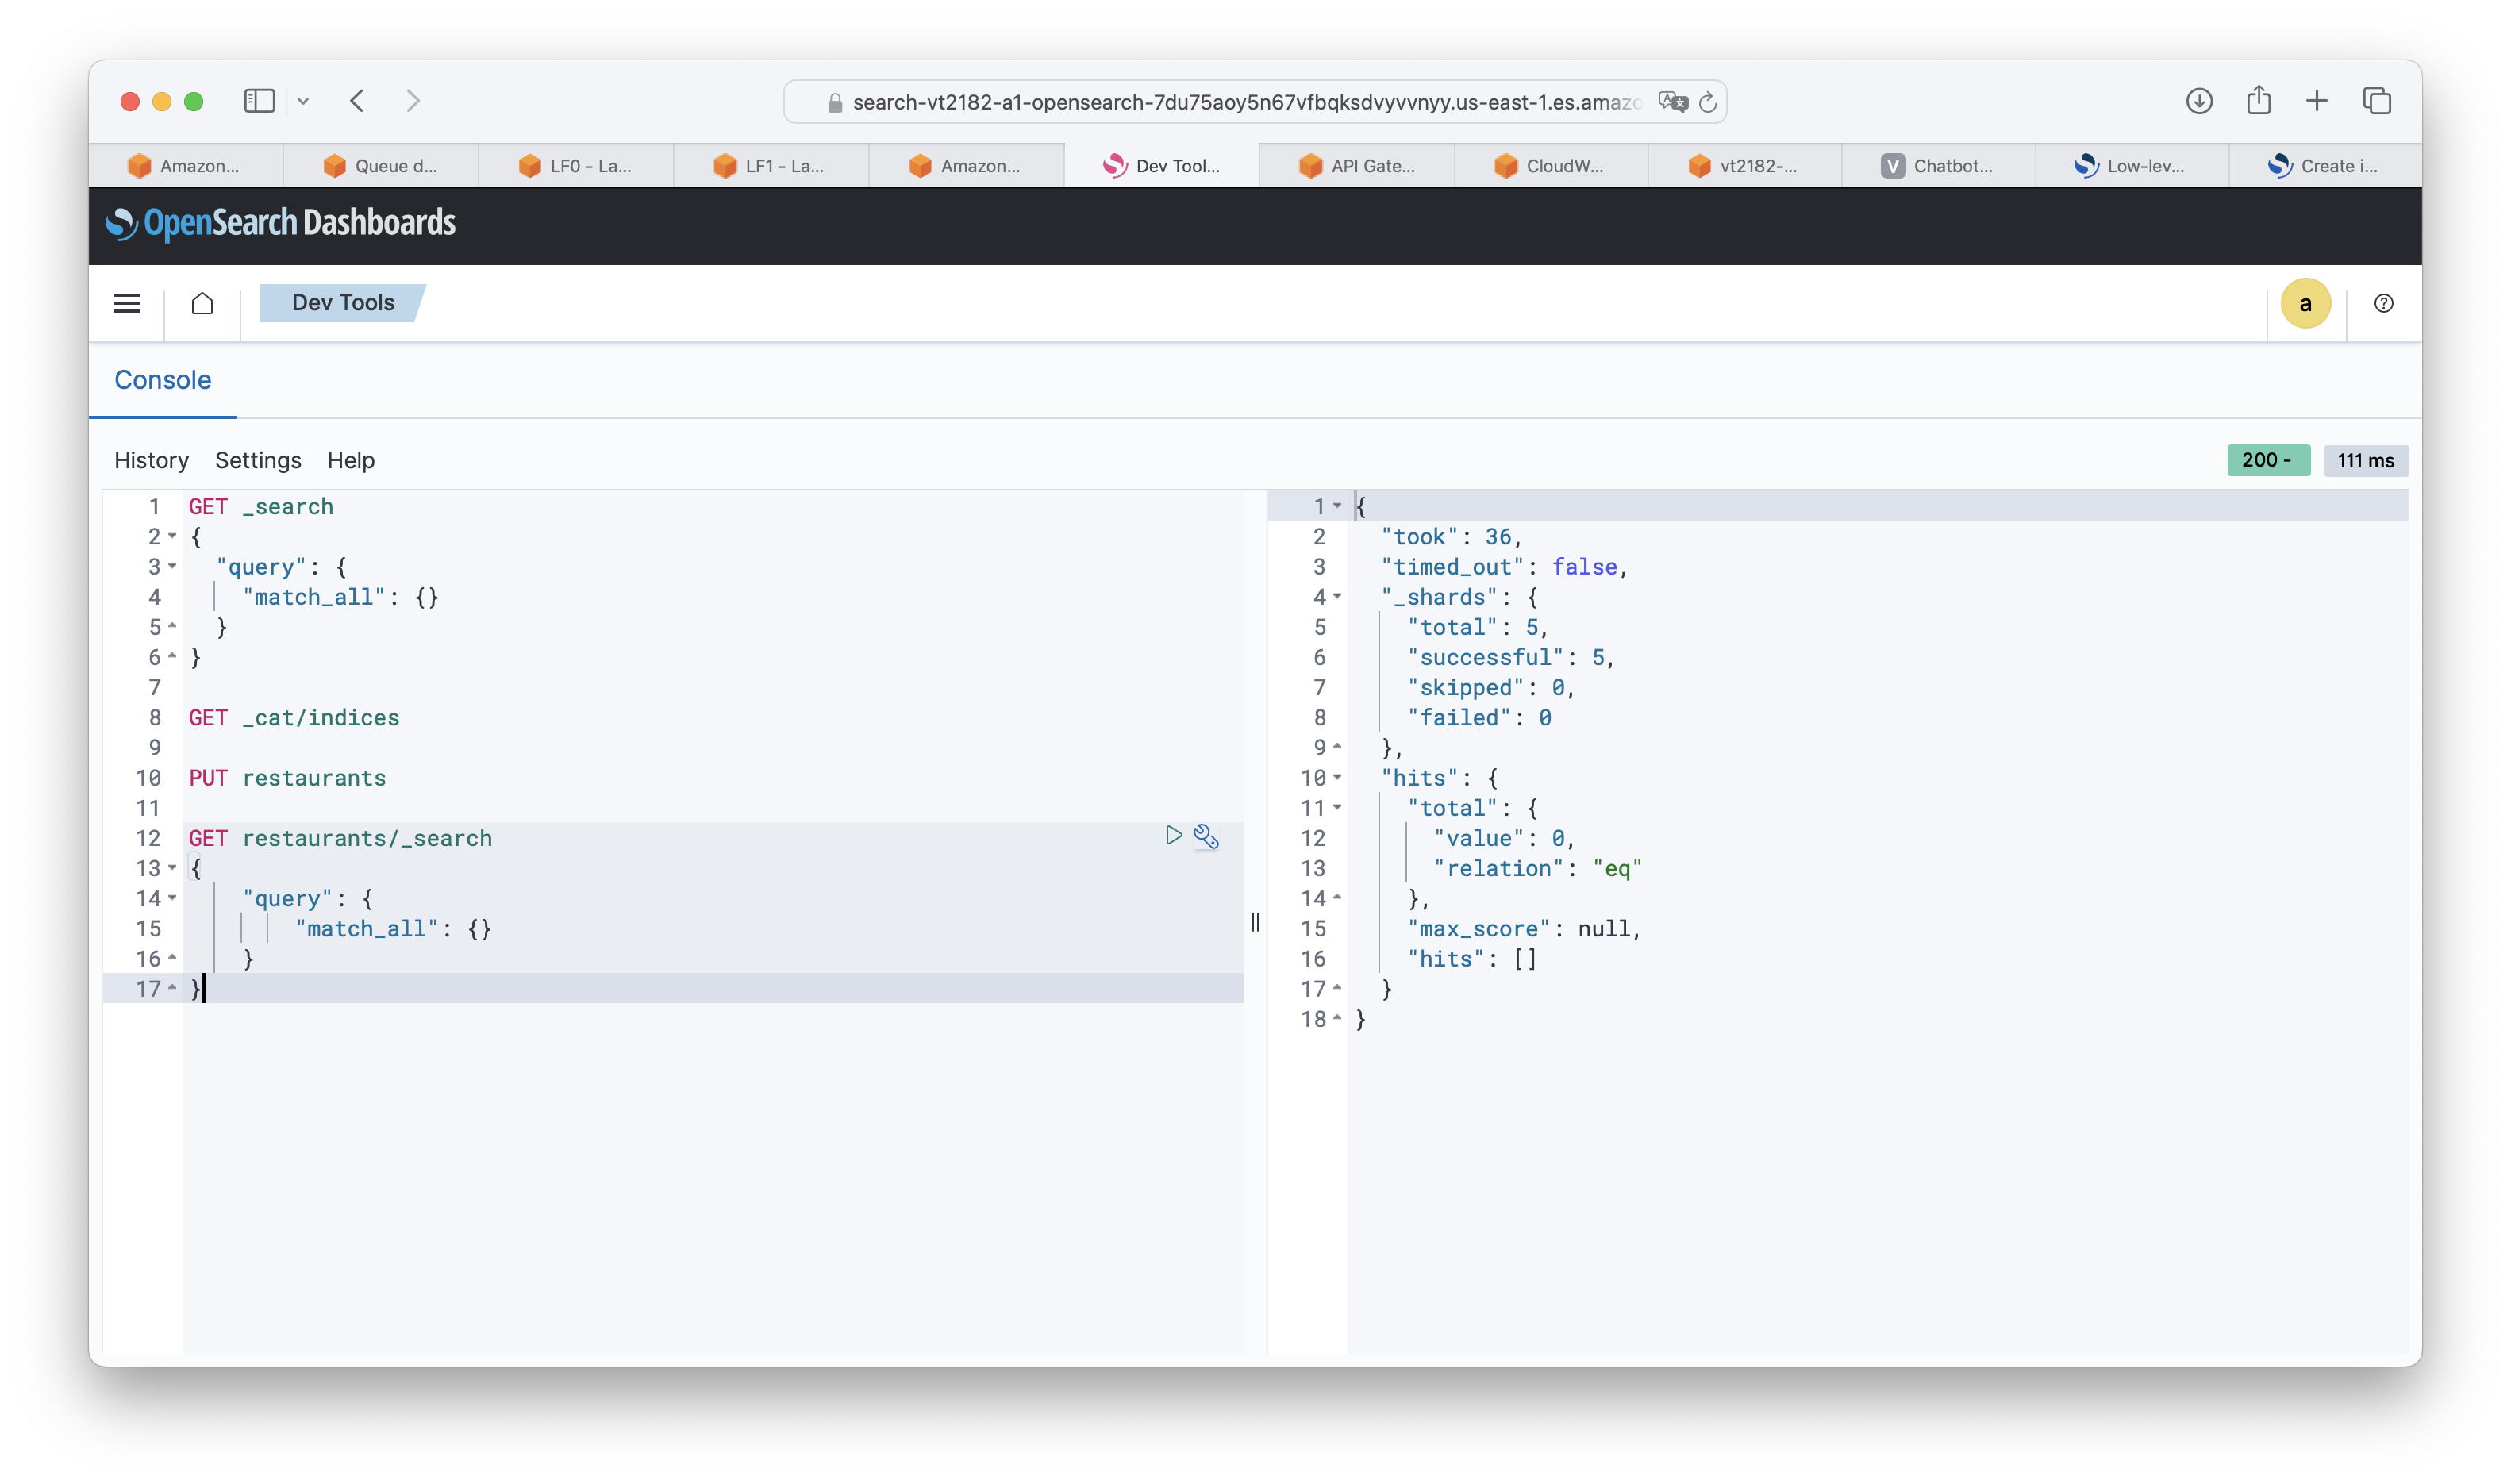 search-vt2182-a1-opensearch-7du75aoy5n67vfbqksdvyvvnyy.us-east-1.es.amazo
Amazon...
Queue d...
LF0 - La...
LF1 - La...
Amazon...
Dev Tool...
API Gate...
CloudW...
vt2182-...
V Chatbot...
Low-lev...
Create i...
OpenSearch Dashboards
Dev Tools
a
?
Console
History Settings Help
200 -
111 ms
1 GET _search
2 {
3 "query": {
4 "match_all": {}
5 }
6 }
7
8 GET _cat/indices
9
10 PUT restaurants
11
12 GET restaurants/_search
13 {
14 "query": {
15 "match_all": {}
16 }
17 }
1 {
2 "took": 36,
3 "timed_out": false,
4 "_shards": {
5 "total": 5,
6 "successful": 5,
7 "skipped": 0,
8 "failed": 0
9 },
10 "hits": {
11 "total": {
12 "value": 0,
13 "relation": "eq"
14 },
15 "max_score": null,
16 "hits": []
17 }
18 }